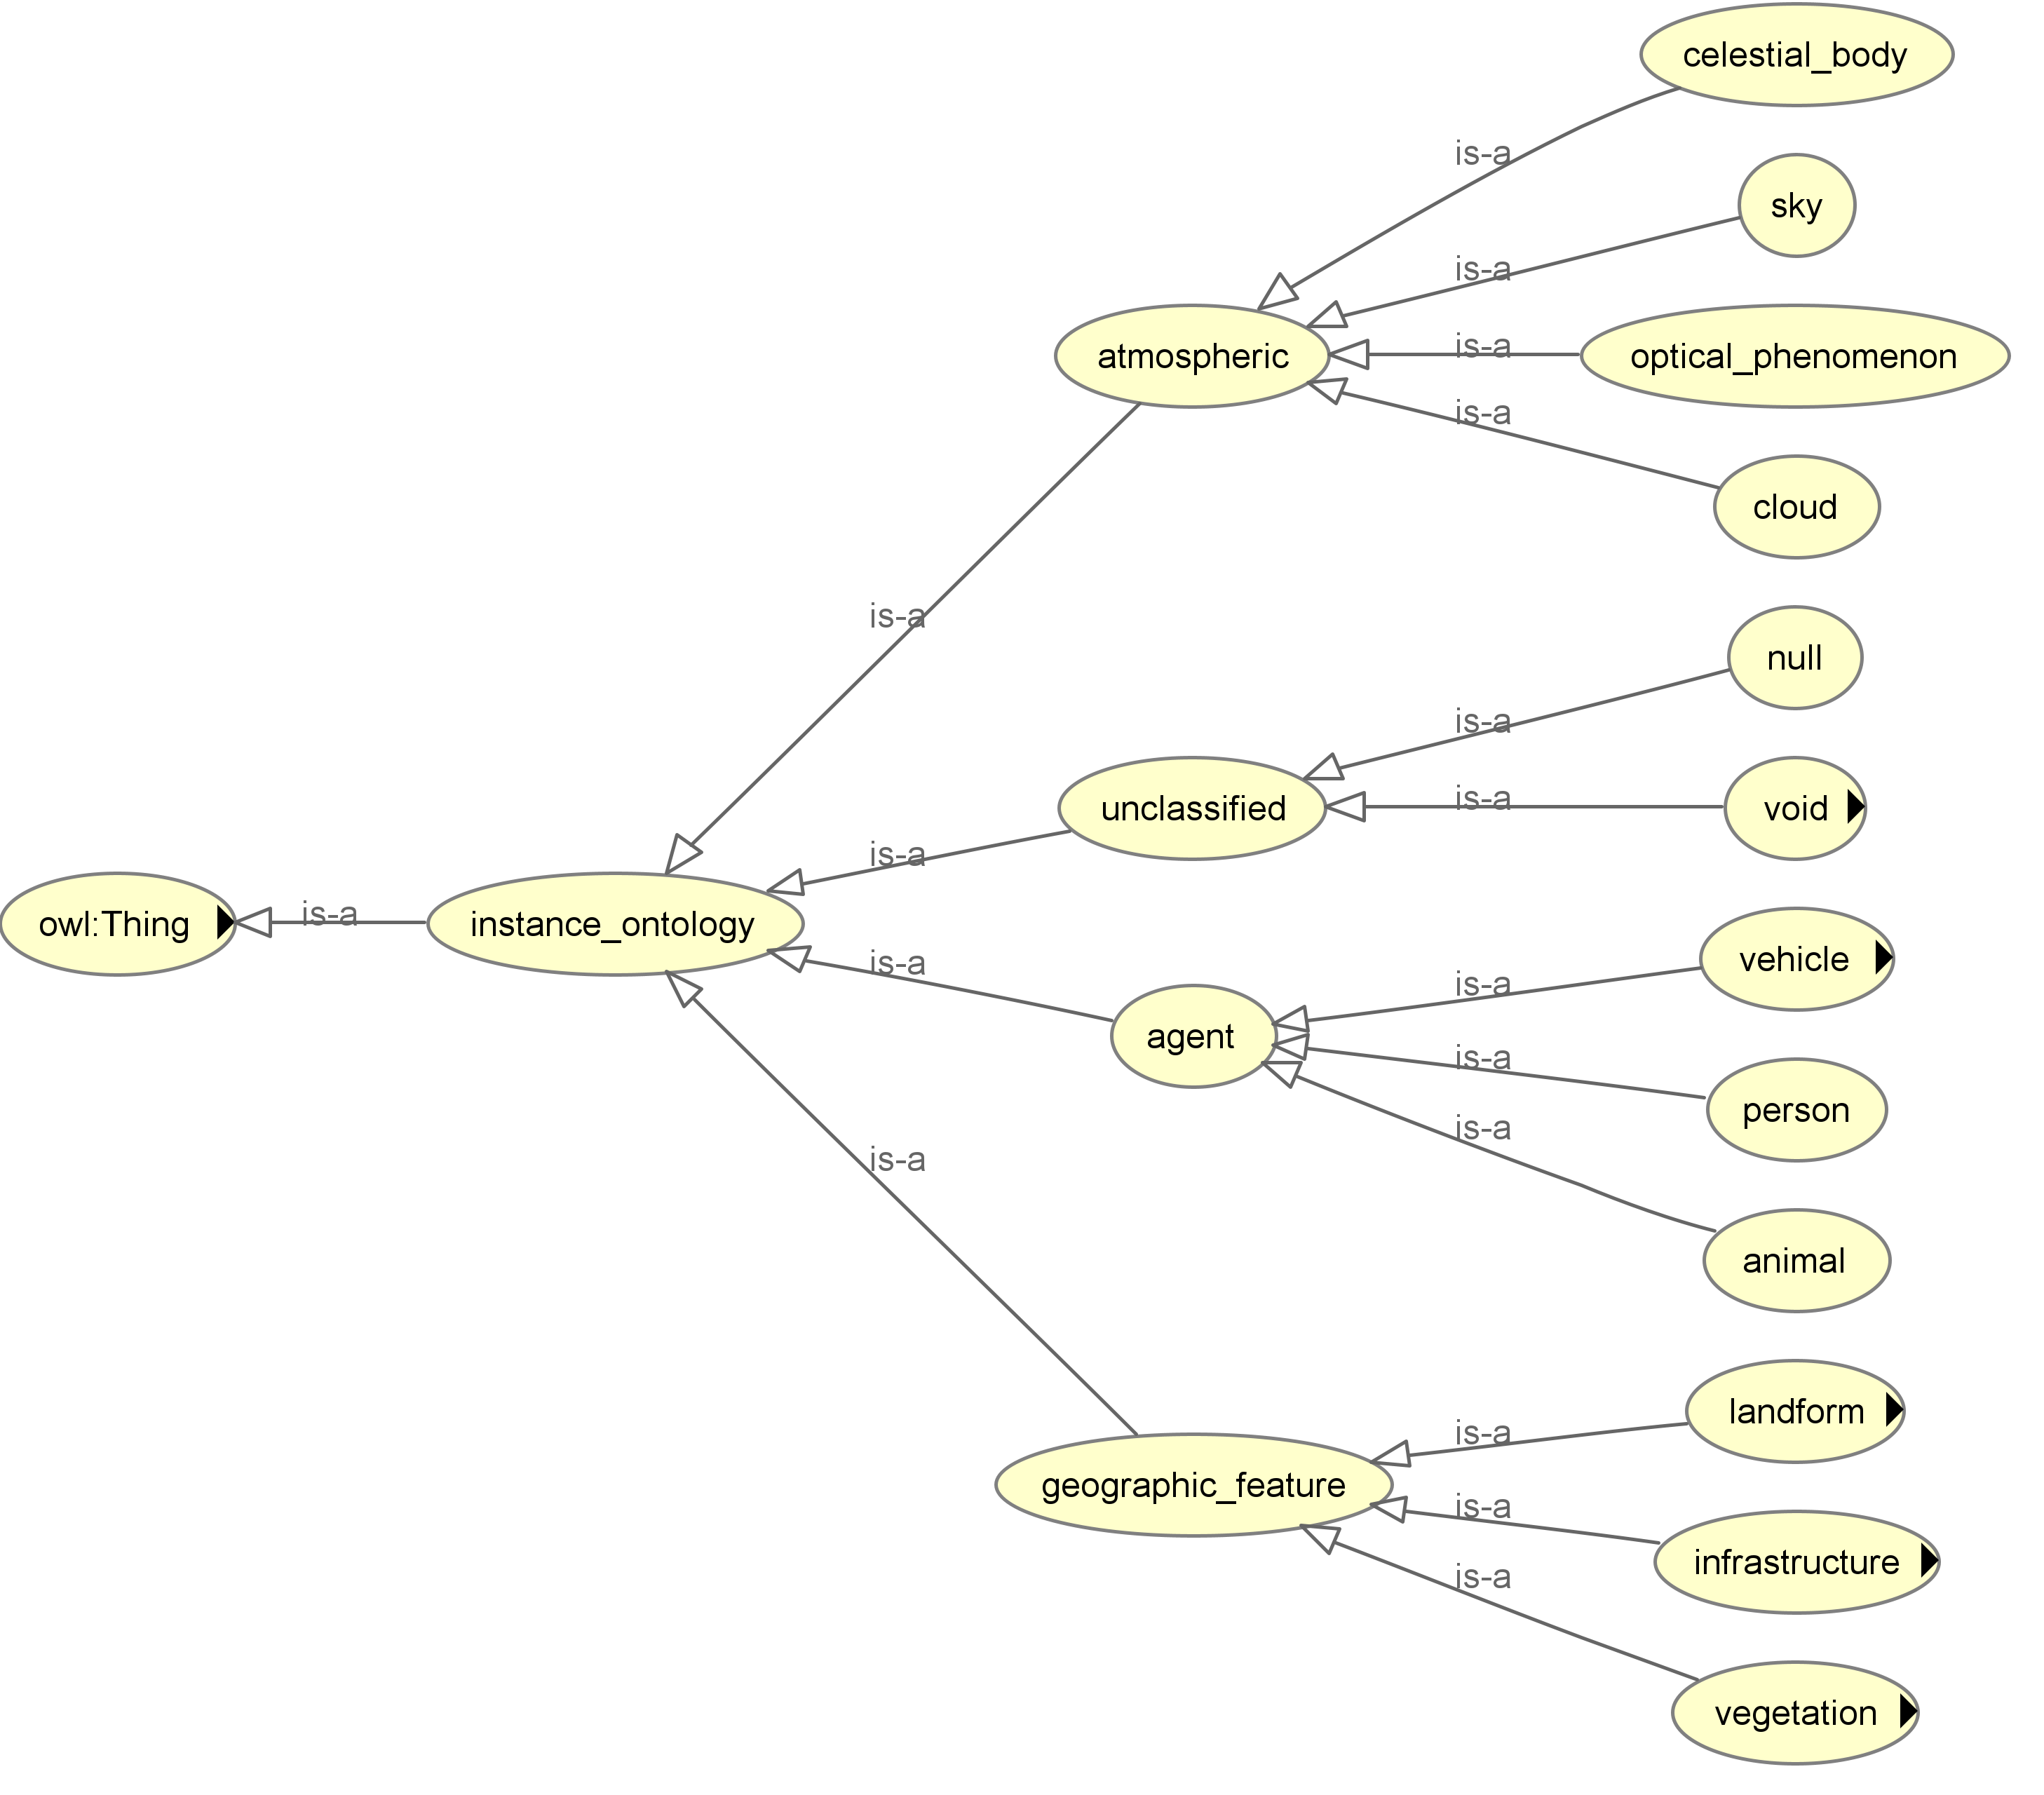 celestial_body
is-a
sky
is-a
atmospheric
is-a
optical_phenomenon
is-a
cloud
is-a
null
is-a
unclassified
is-a
void
is-a
owl:Thing
is-a
instance_ontology
is-a
vehicle
is-a
agent
is-a
person
is-a
animal
is-a
landform
is-a
geographic_feature
is-a
infrastructure
is-a
vegetation